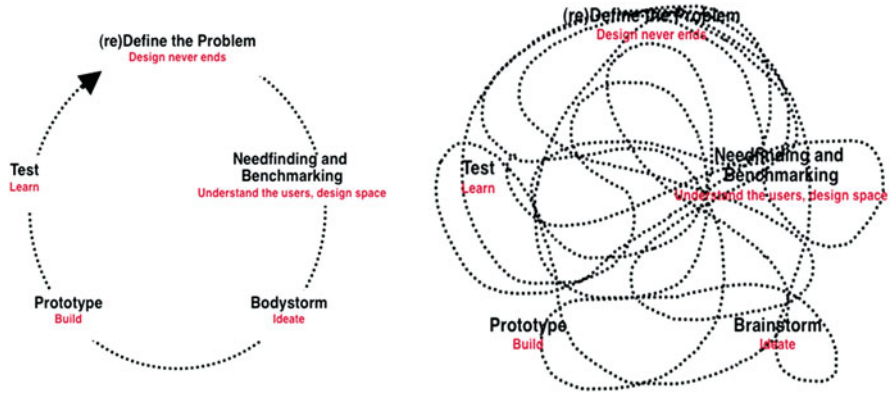 (re)Define the Problem
Design never ends
Needfinding and
Benchmarking
Understand the users, design space
Bodystorm
Ideate
Prototype
Build
Test
Learn
(re)Define the Problem
Design never ends
Needfinding and
Benchmarking
Understand the users, design space
Brainstorm
Ideate
Prototype
Build
Test
Learn